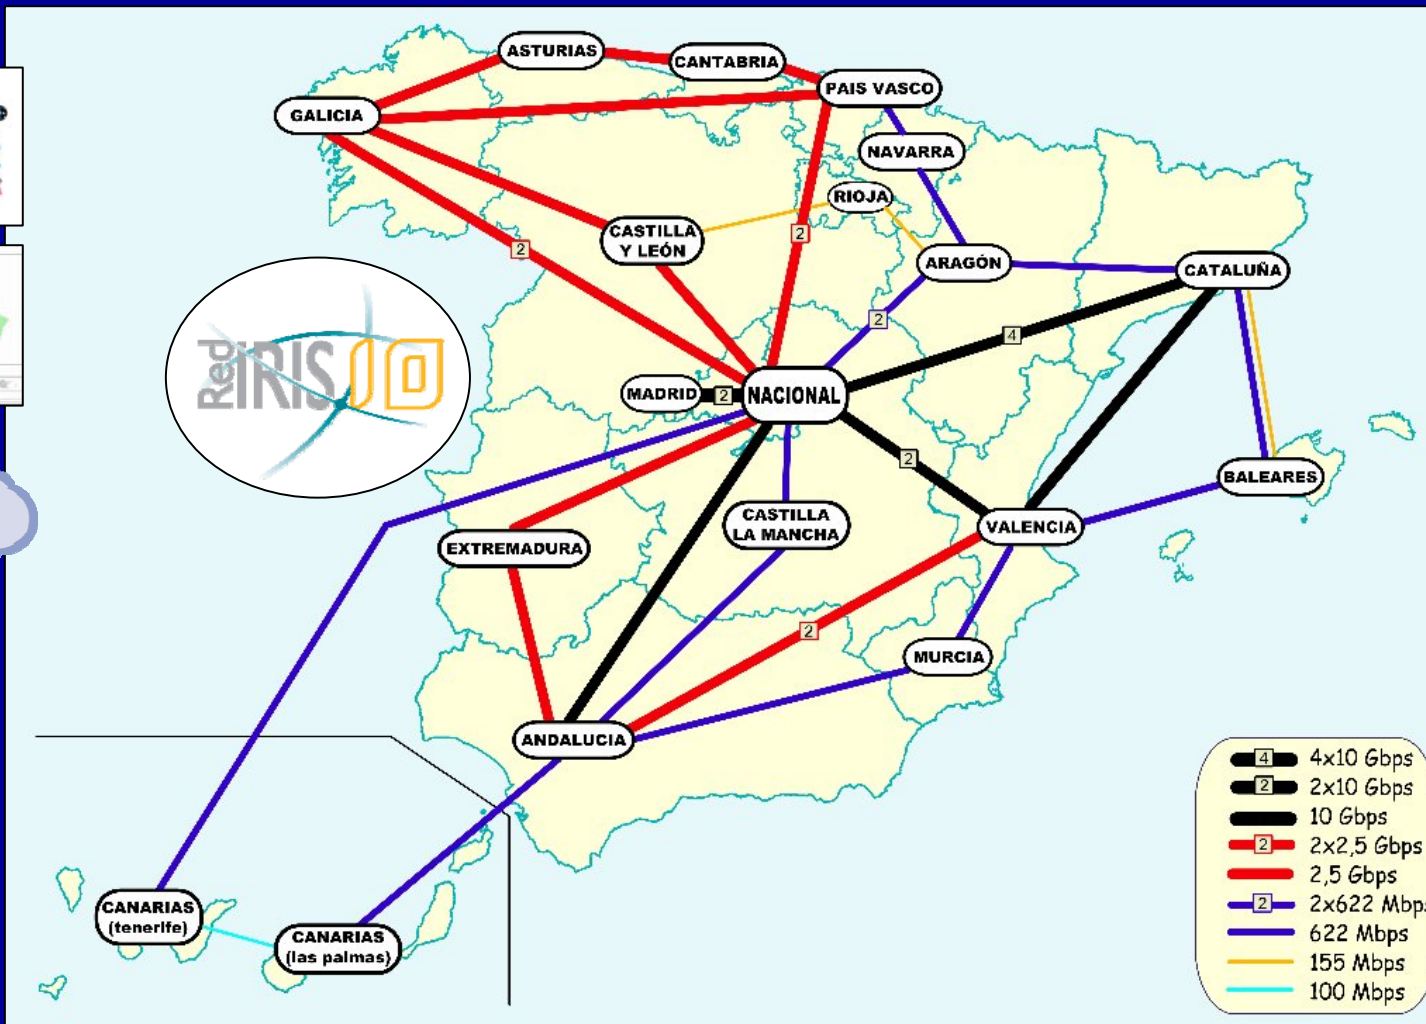 ASTURIAS
CANTABRIA
PAIS VASCO
GALICIA
NAVARRA
RIOJA
CASTILLA
Y LEÓN
2
2
ARAGÓN
CATALUÑA
2
4
Red IRIS 10
MADRID
2
NACIONAL
2
BALEARES
CASTILLA
LA MANCHA
VALENCIA
EXTREMADURA
2
MURCIA
ANDALUCIA
4 4x10 Gbps
2 2x10 Gbps
10 Gbps
2 2x2,5 Gbps
2,5 Gbps
2 2x622 Mbps
622 Mbps
155 Mbps
100 Mbps
CANARIAS
(tenerife)
CANARIAS
(las palmas)